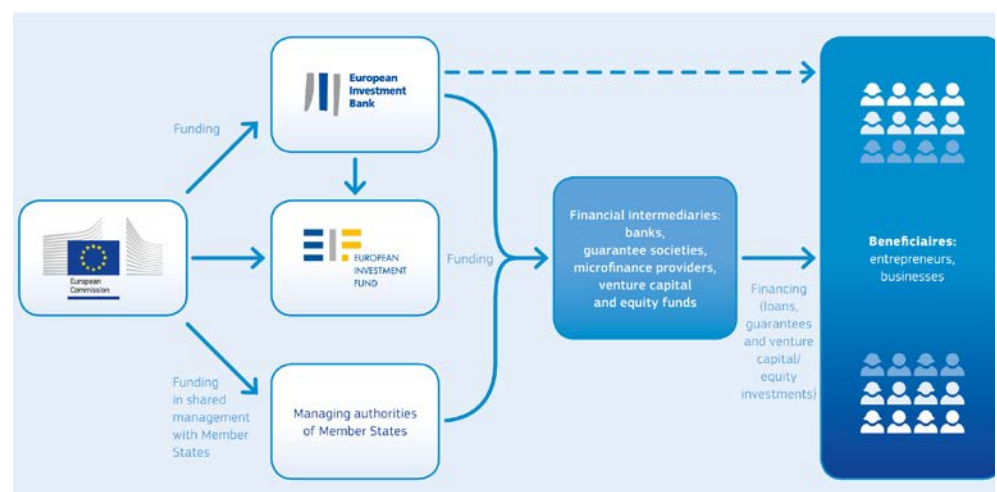 European
Investment
Bank
Funding
European
Commission
EUROPEAN
INVESTMENT
FUND
Funding
Funding
in shared
management
with Member
States
Managing authorities
of Member States
Financial intermediaries:
banks,
guarantee societies,
microfinance providers,
venture capital
and equity funds
Financing
(loans,
guarantees
and venture
capital/
equity
investments)
Beneficiaires:
entrepreneurs,
businesses